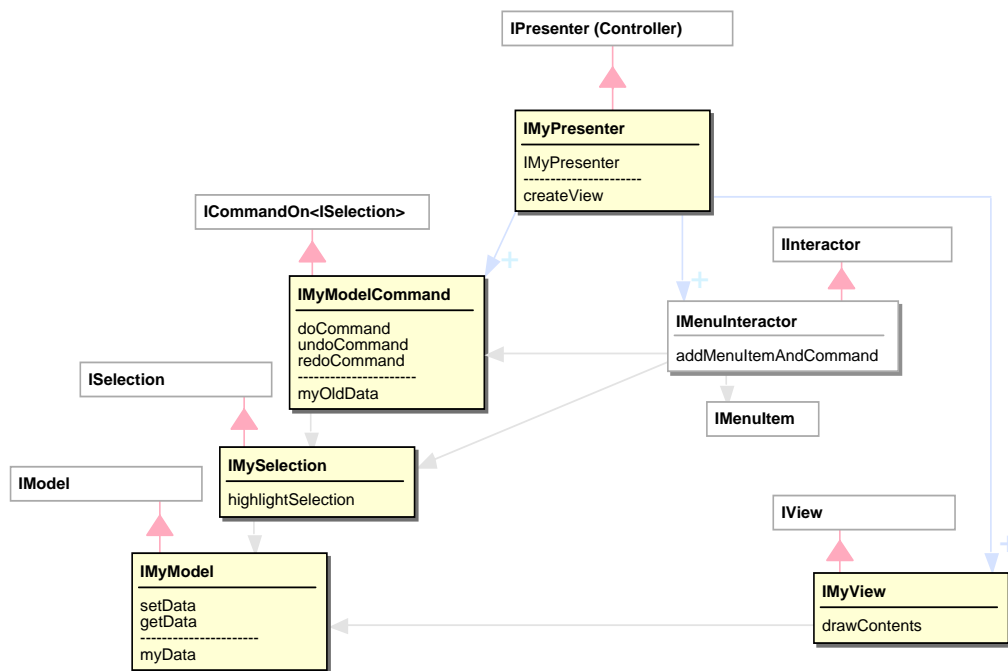 IPresenter (Controller)
IMyPresenter
IMyPresenter
----------------------
createView
ICommandOn<ISelection>
IInteractor
IMyModelCommand
doCommand
undoCommand
redoCommand
----------------------
myOldData
IMenuInteractor
addMenuItemAndCommand
ISelection
IMenuItem
IMySelection
highlightSelection
IModel
IView
IMyModel
setData
getData
----------------------
myData
IMyView
drawContents